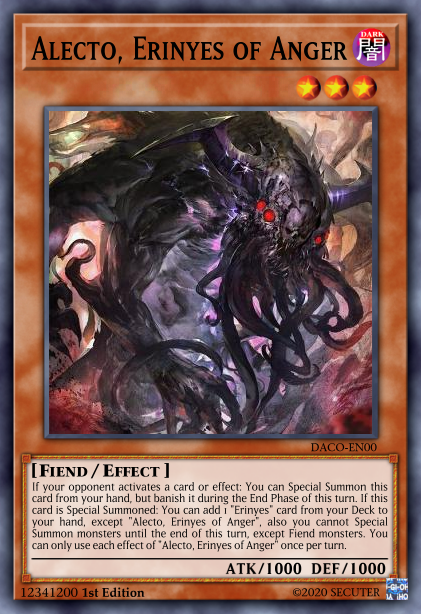 ALECTO, ERINYES OF ANGER
DARK
闇
DACO-EN00
[FIEND / EFFECT ]
If your opponent activates a card or effect: You can Special Summon this
card from your hand, but banish it during the End Phase of this turn. If this
card is Special Summoned: You can add 1 "Erinyes" card from your Deck to
your hand, except "Alecto, Erinyes of Anger", also you cannot Special
Summon monsters until the end of this turn, except Fiend monsters. You
can only use each effect of "Alecto, Erinyes of Anger" once per turn.
ATK/1000 DEF/1000
12341200 1st Edition
©2020 SECUTER